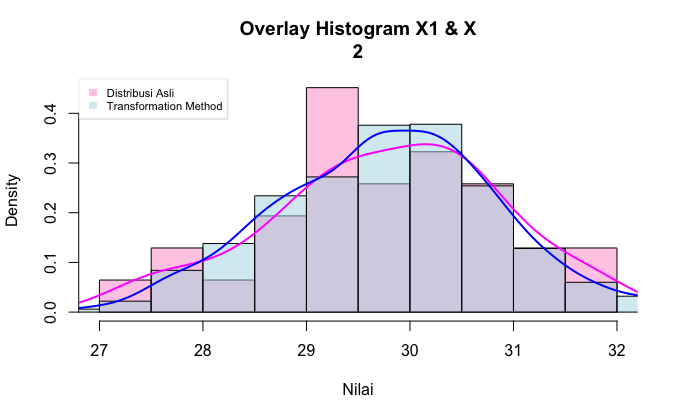 Overlay Histogram X1 & X
2
Distribusi Asli
Transformation Method
Density
0.0 0.1 0.2 0.3 0.4
27 28 29 30 31 32
Nilai